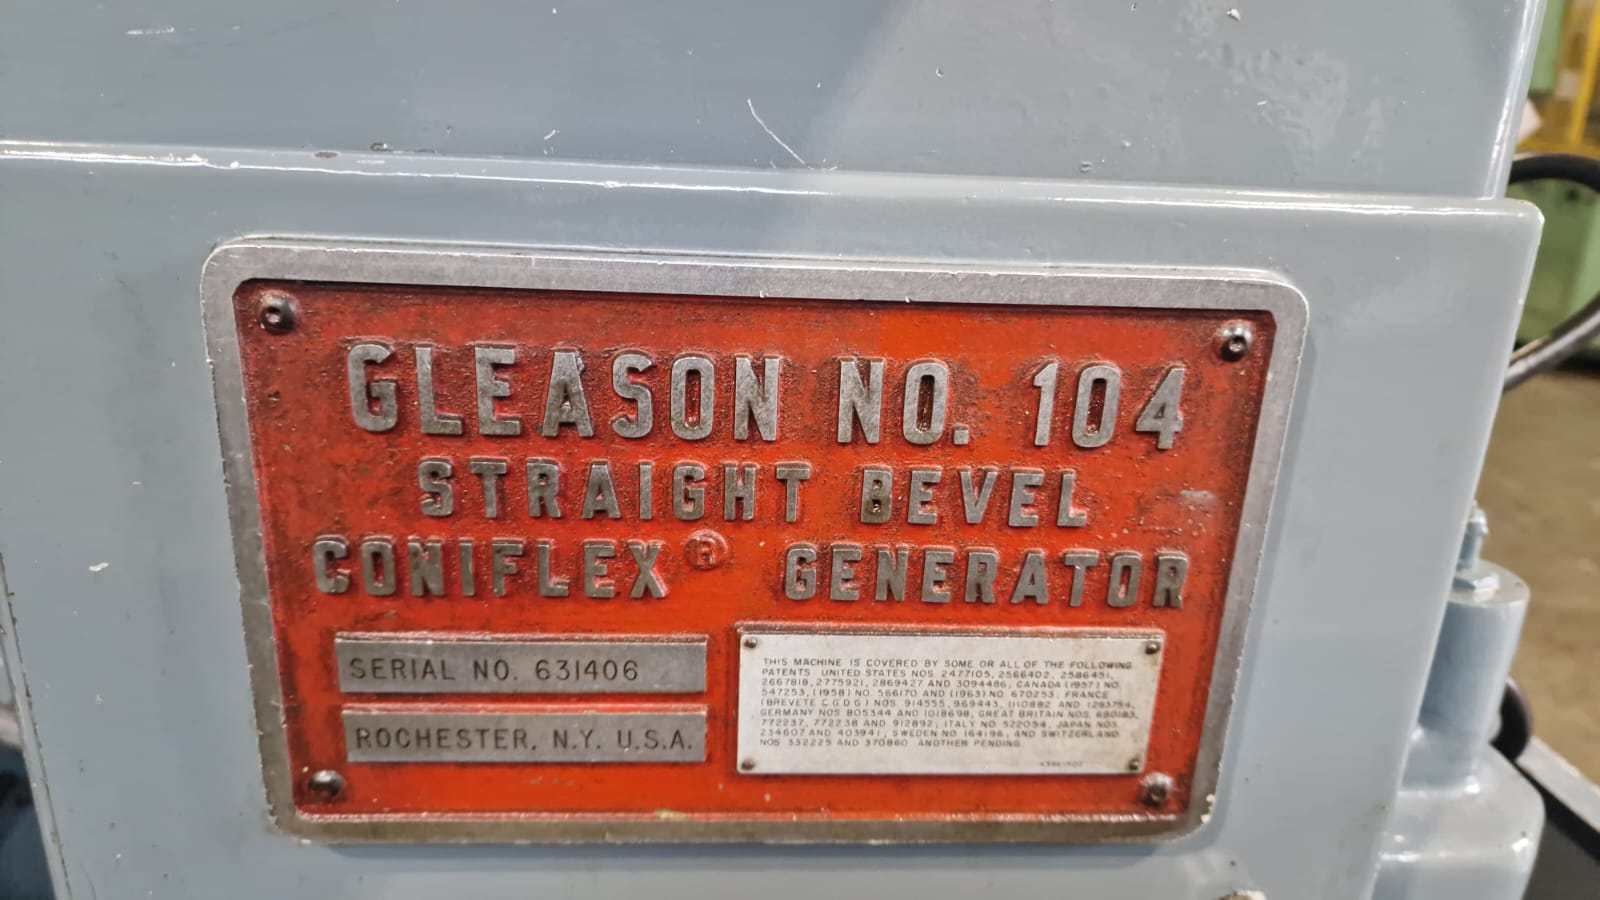 GLEASON NO. 104
STRAIGHT BEVEL
CONIFLEX® GENERATOR
SERIAL NO. 631406
ROCHESTER, N.Y. U.S.A.
THIS MACHINE IS COVERED BY SOME OR ALL OF THE FOLLOWING
PATENTS: UNITED STATES NOS. 2477105, 2566402, 2586451,
2667818, 2775921, 2869427 AND 3094486, CANADA (1957) NO.
547253, (1958) NO. 566170 AND (1963) NO. 670253, FRANCE
(BREVETE C.G.D.G.) NOS. 914555, 969443, 1110882 AND 1293754,
GERMANY NOS 805344 AND 1018698, GREAT BRITAIN NOS. 680183,
772237, 772238 AND 912892, ITALY NO 522054, JAPAN NOS.
234607 AND 403941, SWEDEN NO 164196, AND SWITZERLAND
NOS 332225 AND 370860. ANOTHER PENDING.